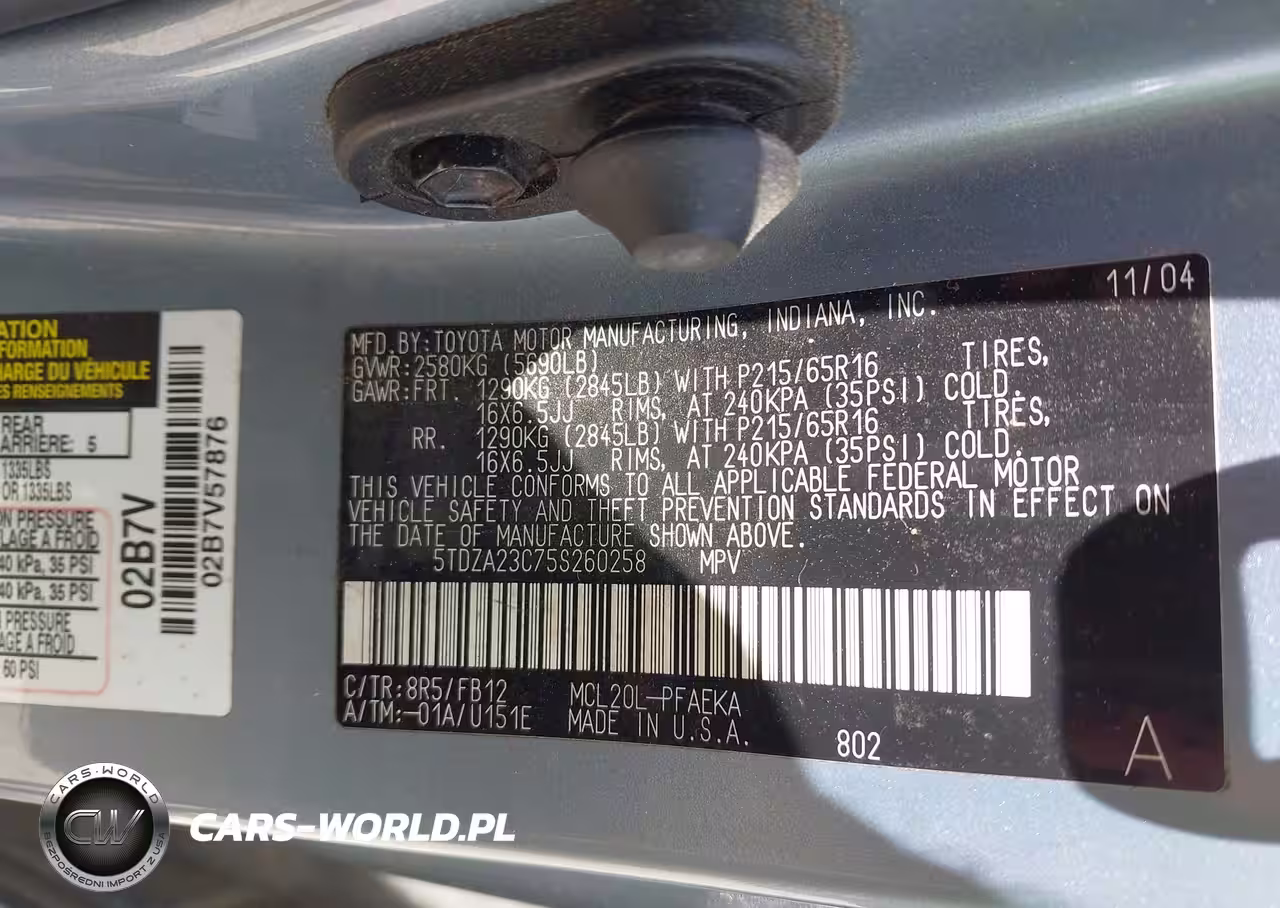 ATION
FORMATION
CHARGE DU VÉHICULE
ES RENSEIGNEMENTS
REAR
ARRIÈRE: 5
1335LBS
OR 1335LBS
ON PRESSURE
LAGE A FROID
40 kPa, 35 PSI
40 kPa, 35 PSI
PRESSURE
AGE A FROID
60 PSI
02B7V
02B7V57876
11/04
MFD.BY:TOYOTA MOTOR MANUFACTURING, INDIANA, INC.
GVWR:2580KG (5690LB)
GAWR:FRT. 1290KG (2845LB) WITH P215/65R16 TIRES,
16X6.5JJ RIMS, AT 240KPA (35PSI) COLD.
RR. 1290KG (2845LB) WITH P215/65R16 TIRES,
16X6.5JJ RIMS, AT 240KPA (35PSI) COLD.
THIS VEHICLE CONFORMS TO ALL APPLICABLE FEDERAL MOTOR
VEHICLE SAFETY AND THEFT PREVENTION STANDARDS IN EFFECT ON
THE DATE OF MANUFACTURE SHOWN ABOVE.
5TDZA23C75S260258 MPV
C/TR:8R5/FB12 MCL20L-PFAEKA
A/TM:-01A/U151E MADE IN U.S.A.
802
A
CARS-WORLD
CW
BEZPOŚREDNI IMPORT Z USA
CARS-WORLD.PL